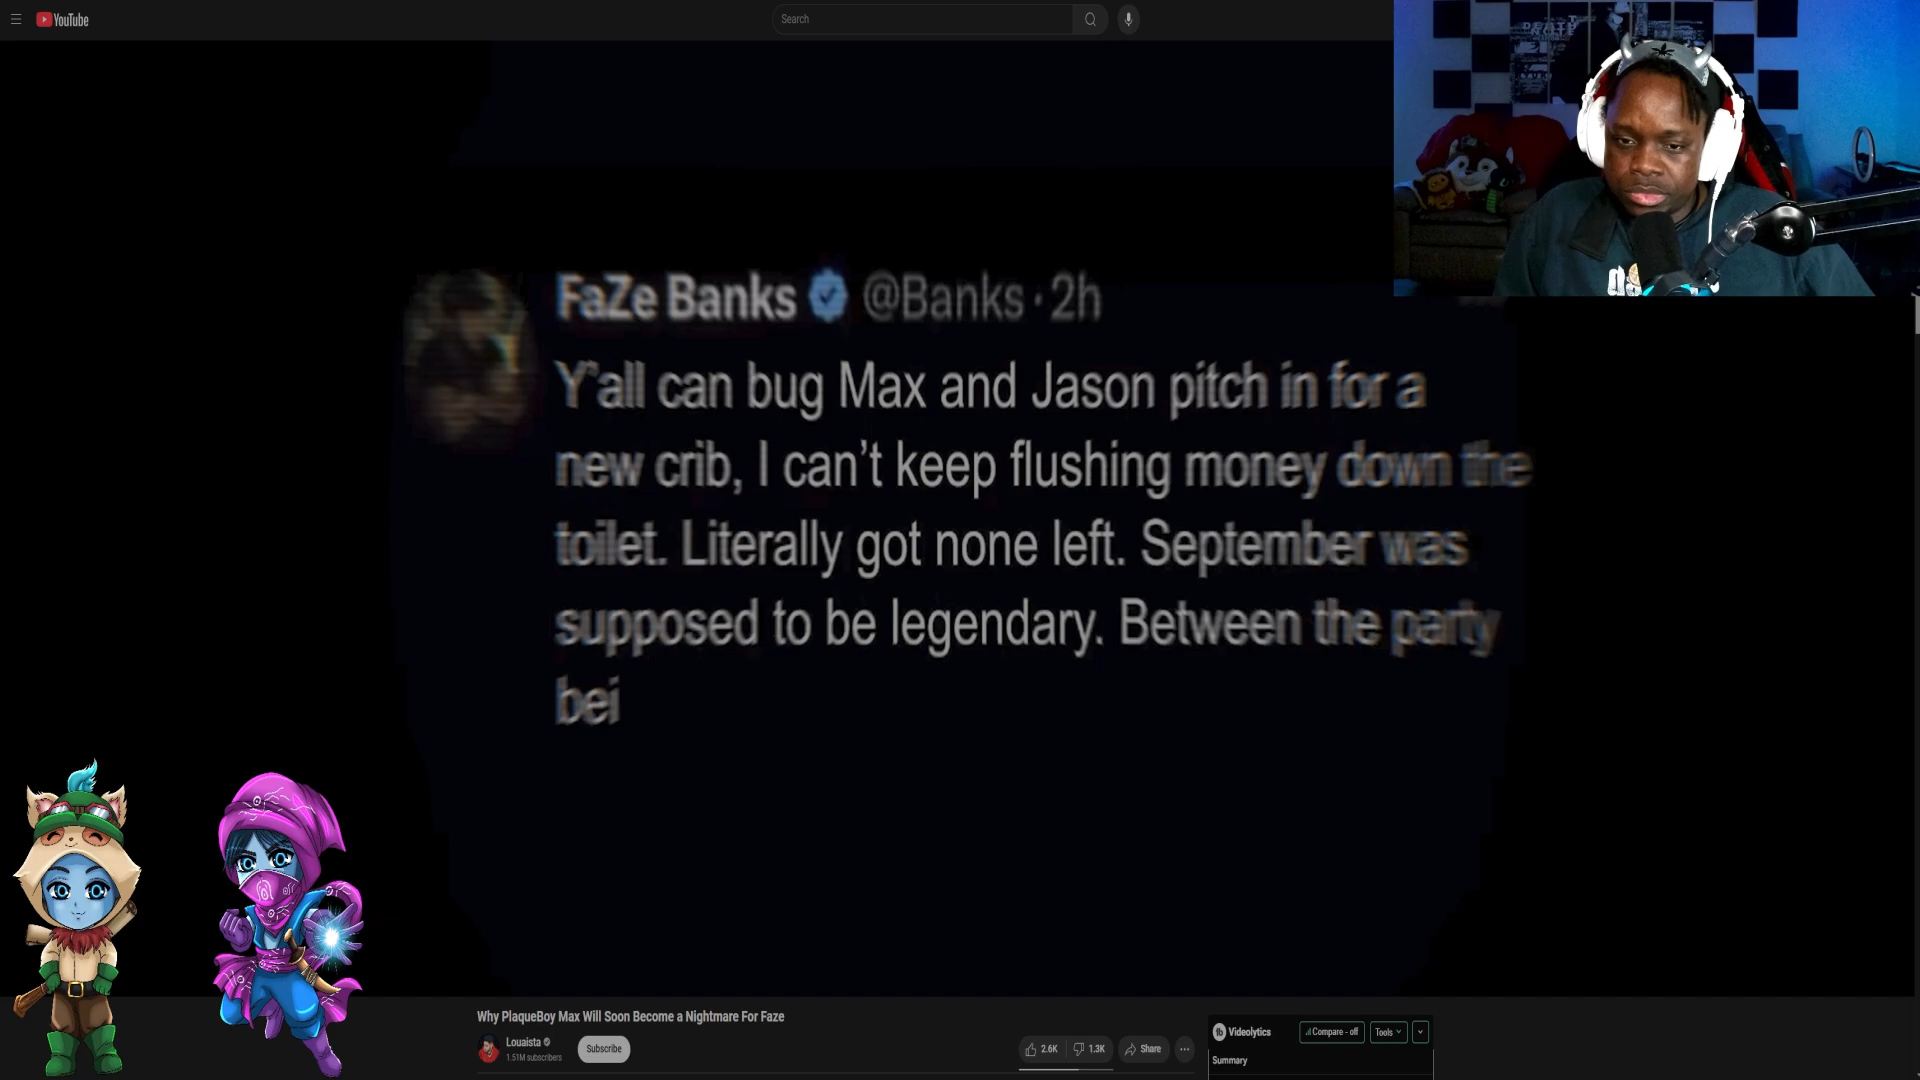 YouTube
Search
FaZe Banks @Banks · 2h
Y'all can bug Max and Jason pitch in for a
new crib, I can't keep flushing money down the
toilet. Literally got none left. September was
supposed to be legendary. Between the party
bei
Why PlaqueBoy Max Will Soon Become a Nightmare For Faze
Louaista
1.51M subscribers
Subscribe
2.6K
1.3K
Share
Videolytics
Compare - off
Tools
Summary